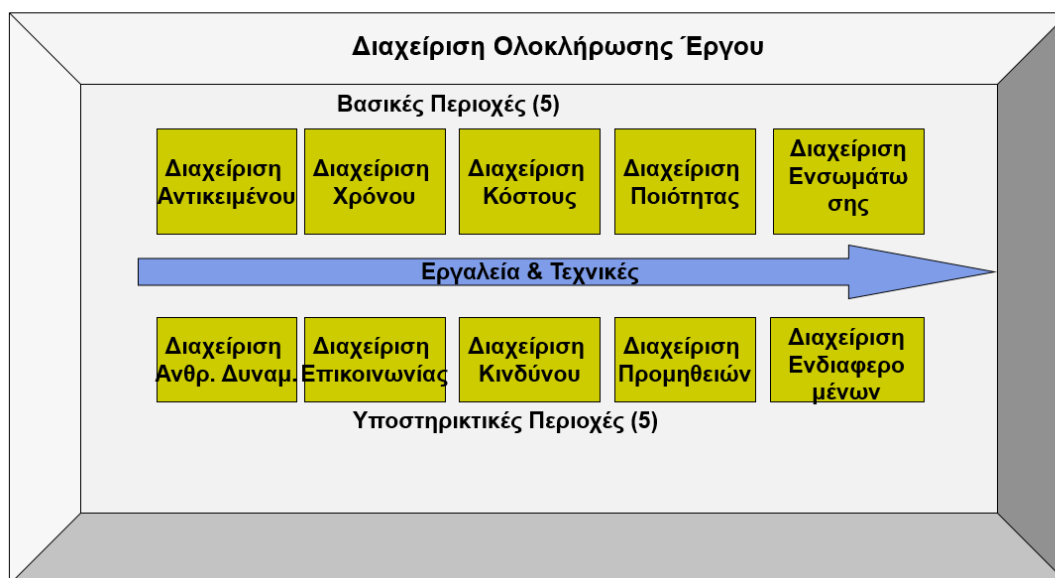 Διαχείριση Ολοκλήρωσης Έργου
Βασικές Περιοχές (5)
Διαχείριση
Αντικειμένου
Διαχείριση
Χρόνου
Διαχείριση
Κόστους
Διαχείριση
Ποιότητας
Διαχείριση
Ενσωμάτω
σης
Εργαλεία & Τεχνικές
Διαχείριση
Ανθρ. Δυναμ.
Διαχείριση
Επικοινωνίας
Διαχείριση
Κινδύνου
Διαχείριση
Προμηθειών
Διαχείριση
Ενδιαφερο
μένων
Υποστηρικτικές Περιοχές (5)